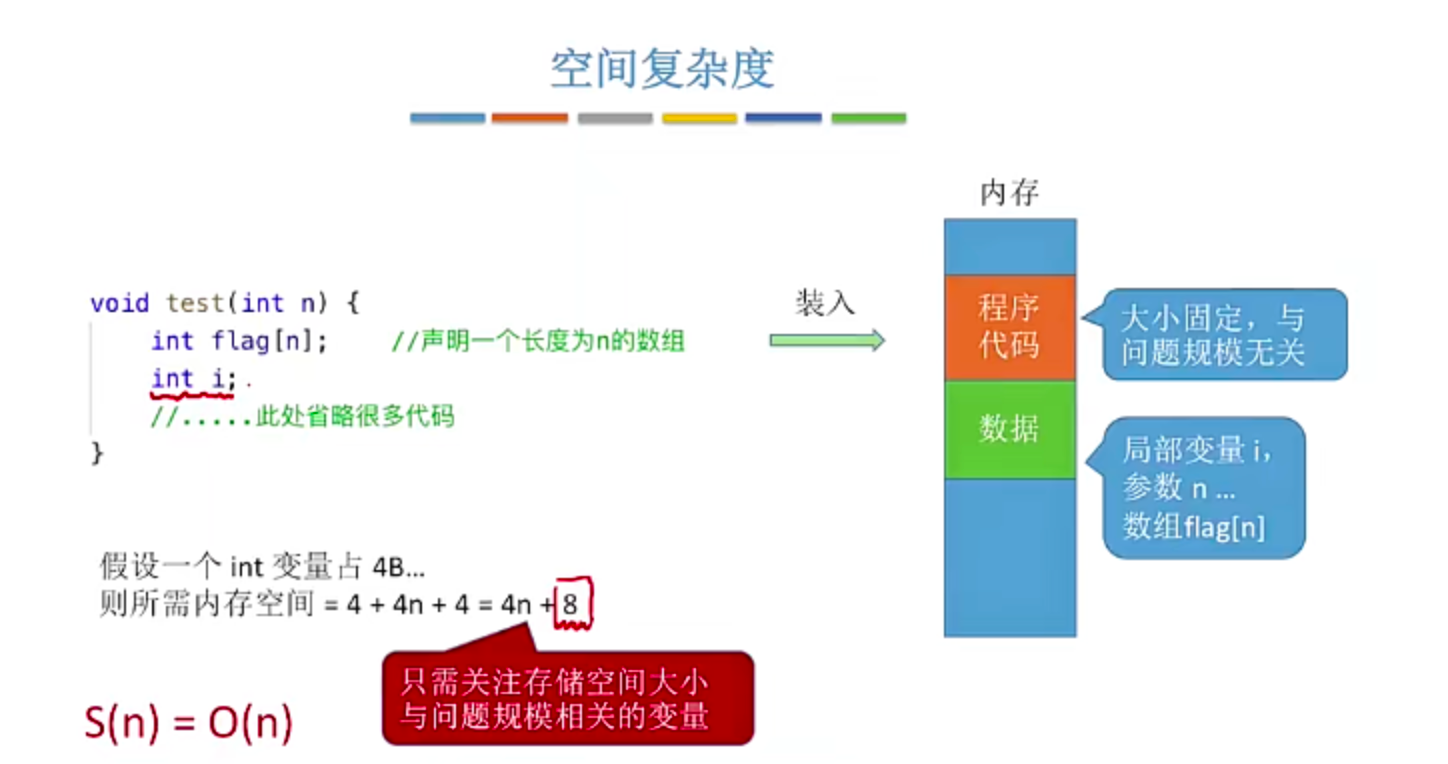 空间复杂度
void test(int n) {
int flag[n]; //声明一个长度为n的数组
int i;
//.....此处省略很多代码
}
装入
内存
程序
代码
数据
大小固定，与
问题规模无关
局部变量 i，
参数 n ...
数组flag[n]
假设一个 int 变量占 4B...
则所需内存空间 = 4 + 4n + 4 = 4n + 8
只需关注存储空间大小
与问题规模相关的变量
S(n) = O(n)